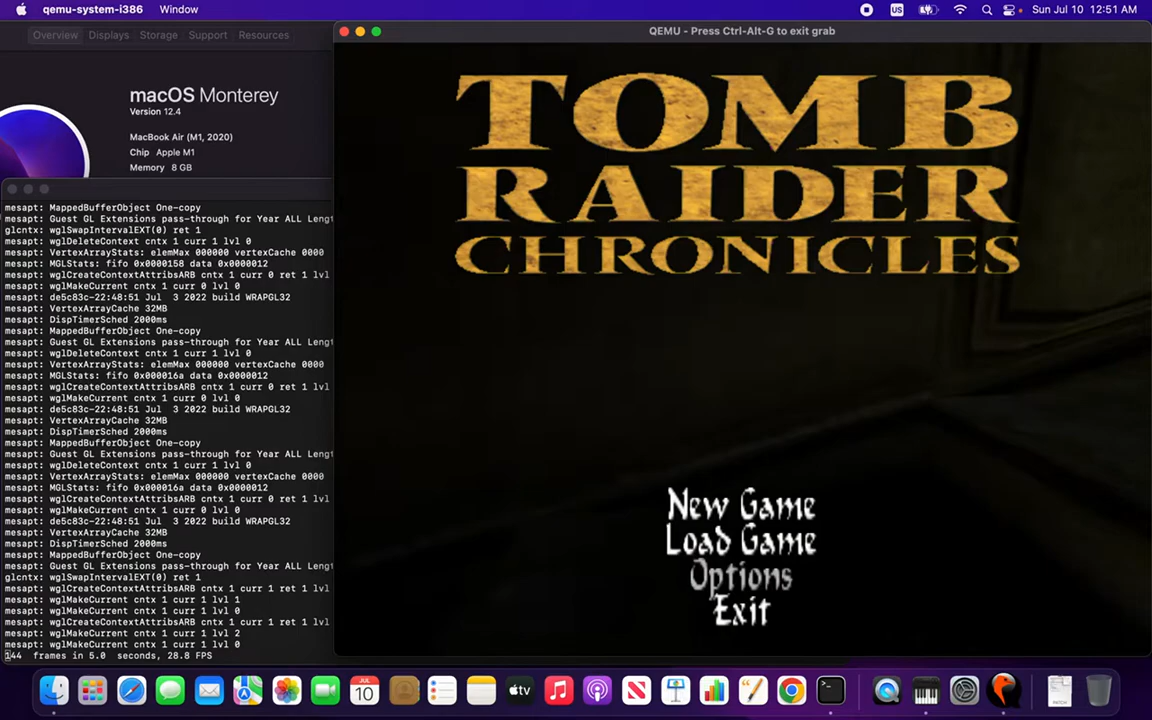 qemu-system-i386 Window
US Sun Jul 10 12:51 AM
Overview Displays Storage Support Resources
QEMU - Press Ctrl-Alt-G to exit grab
macOS Monterey
Version 12.4
MacBook Air (M1, 2020)
Chip Apple M1
Memory 8 GB
TOMB
RAIDER
CHRONICLES
New Game
Load Game
Options
Exit
mesapt: MappedBufferObject One-copy
mesapt: Guest GL Extensions pass-through for Year ALL Lengt
glcntx: wglSwapIntervalEXT(0) ret 1
mesapt: wglDeleteContext cntx 1 curr 1 lvl 0
mesapt: VertexArrayStats: elemMax 000000 vertexCache 0000
mesapt: MGLStats: fifo 0x0000158 data 0x0000012
mesapt: wglCreateContextAttribsARB cntx 1 curr 0 ret 1 lvl
mesapt: wglMakeCurrent cntx 1 curr 0 lvl 0
mesapt: de5c83c-22:48:51 Jul 3 2022 build WRAPGL32
mesapt: VertexArrayCache 32MB
mesapt: DispTimerSched 2000ms
mesapt: MappedBufferObject One-copy
mesapt: Guest GL Extensions pass-through for Year ALL Lengt
mesapt: wglDeleteContext cntx 1 curr 1 lvl 0
mesapt: VertexArrayStats: elemMax 000000 vertexCache 0000
mesapt: MGLStats: fifo 0x000016a data 0x0000012
mesapt: wglCreateContextAttribsARB cntx 1 curr 0 ret 1 lvl
mesapt: wglMakeCurrent cntx 1 curr 0 lvl 0
mesapt: de5c83c-22:48:51 Jul 3 2022 build WRAPGL32
mesapt: VertexArrayCache 32MB
mesapt: DispTimerSched 2000ms
mesapt: MappedBufferObject One-copy
mesapt: Guest GL Extensions pass-through for Year ALL Lengt
mesapt: wglDeleteContext cntx 1 curr 1 lvl 0
mesapt: VertexArrayStats: elemMax 000000 vertexCache 0000
mesapt: MGLStats: fifo 0x000016a data 0x0000012
mesapt: wglCreateContextAttribsARB cntx 1 curr 0 ret 1 lvl
mesapt: wglMakeCurrent cntx 1 curr 0 lvl 0
mesapt: de5c83c-22:48:51 Jul 3 2022 build WRAPGL32
mesapt: VertexArrayCache 32MB
mesapt: DispTimerSched 2000ms
mesapt: MappedBufferObject One-copy
mesapt: Guest GL Extensions pass-through for Year ALL Lengt
glcntx: wglSwapIntervalEXT(0) ret 1
mesapt: wglCreateContextAttribsARB cntx 1 curr 1 ret 1 lvl
mesapt: wglMakeCurrent cntx 1 curr 1 lvl 1
mesapt: wglMakeCurrent cntx 1 curr 1 lvl 0
mesapt: wglCreateContextAttribsARB cntx 1 curr 1 ret 1 lvl
mesapt: wglMakeCurrent cntx 1 curr 1 lvl 2
mesapt: wglMakeCurrent cntx 1 curr 1 lvl 0
144 frames in 5.0 seconds, 28.8 FPS
JUL
10
tv
PATCH